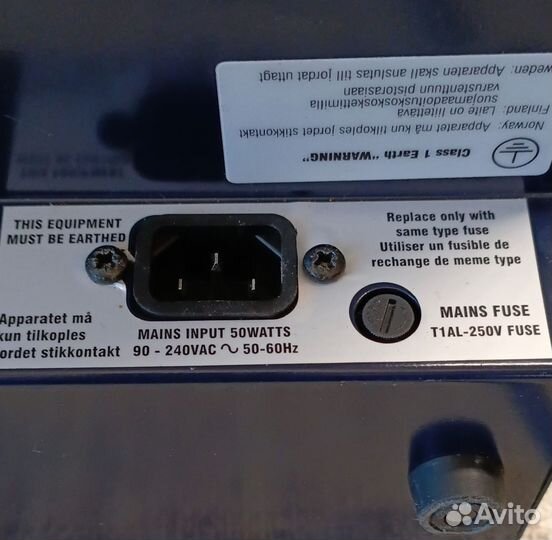 Class 1 Earth "WARNING"
Norway: Apparatet må kun tilkoples jordet stikkontakt
Finland: Laite on liitettävä
suojamaadoituskoskettimilla
varustettuun pistorasiaan
weden: Apparaten skall anslutas till jordat uttagt
THIS EQUIPMENT
MUST BE EARTHED
Apparatet må
kun tilkoples
ordet stikkontakt
MAINS INPUT 50WATTS
90 - 240VAC ∿ 50-60Hz
Replace only with
same type fuse
Utiliser un fusible de
rechange de meme type
MAINS FUSE
T1AL-250V FUSE
Avito